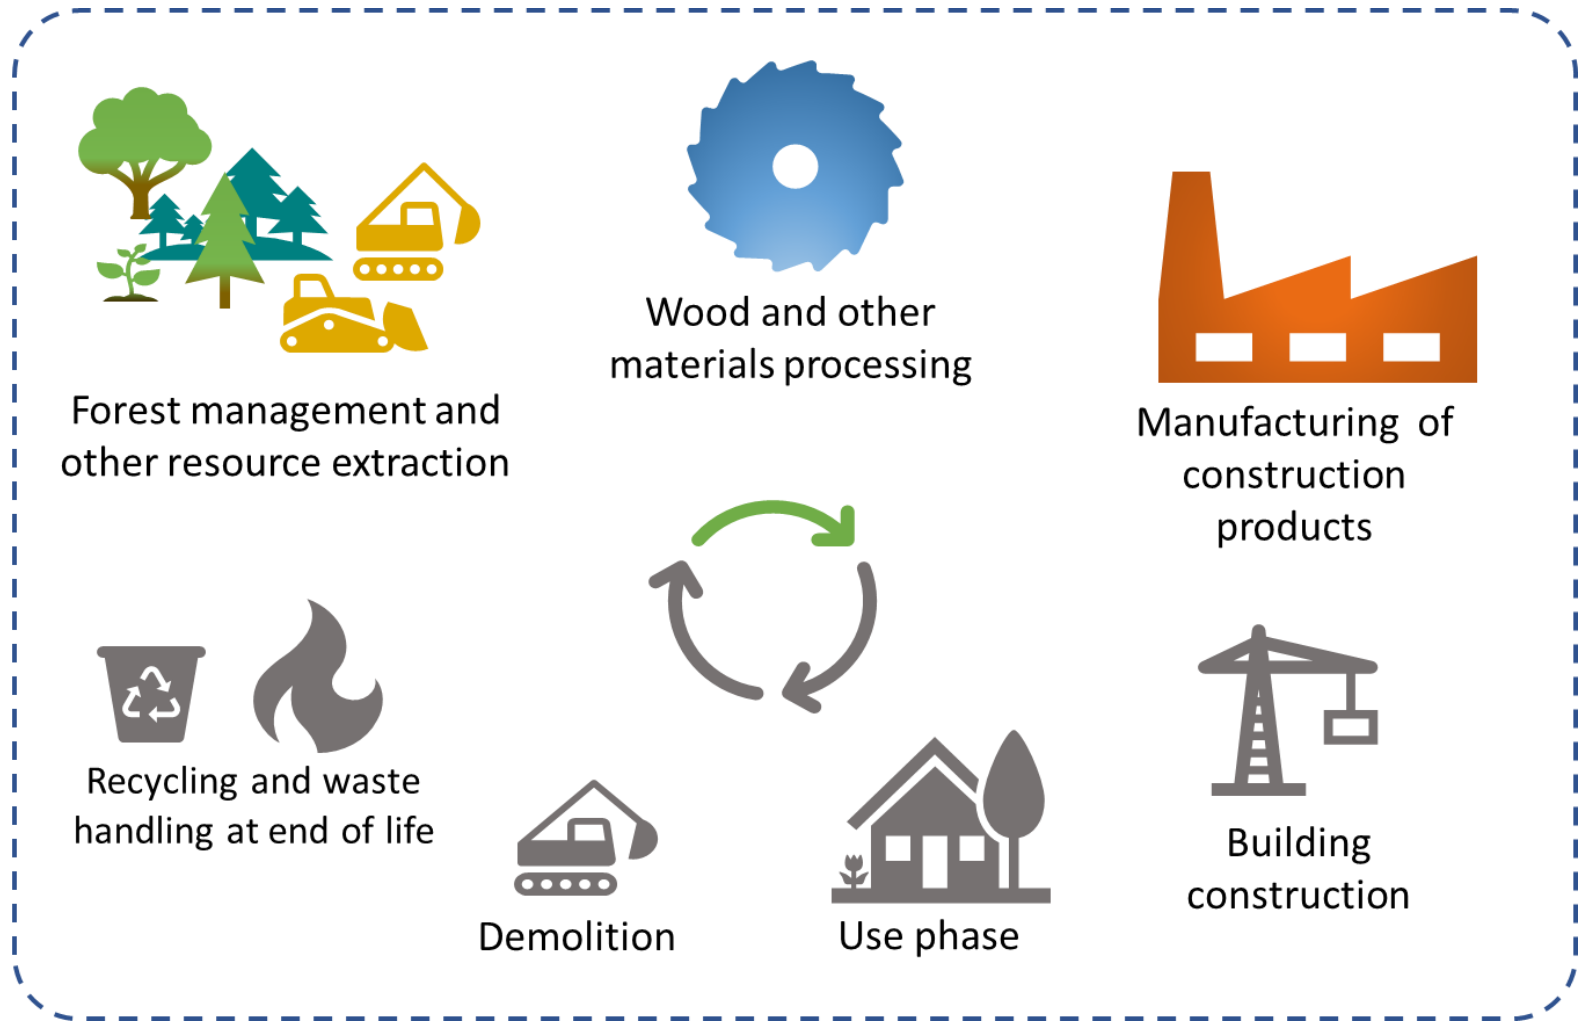 Wood and other
materials processing
Forest management and
other resource extraction
Manufacturing of
construction
products
Recycling and waste
handling at end of life
Demolition
Use phase
Building
construction